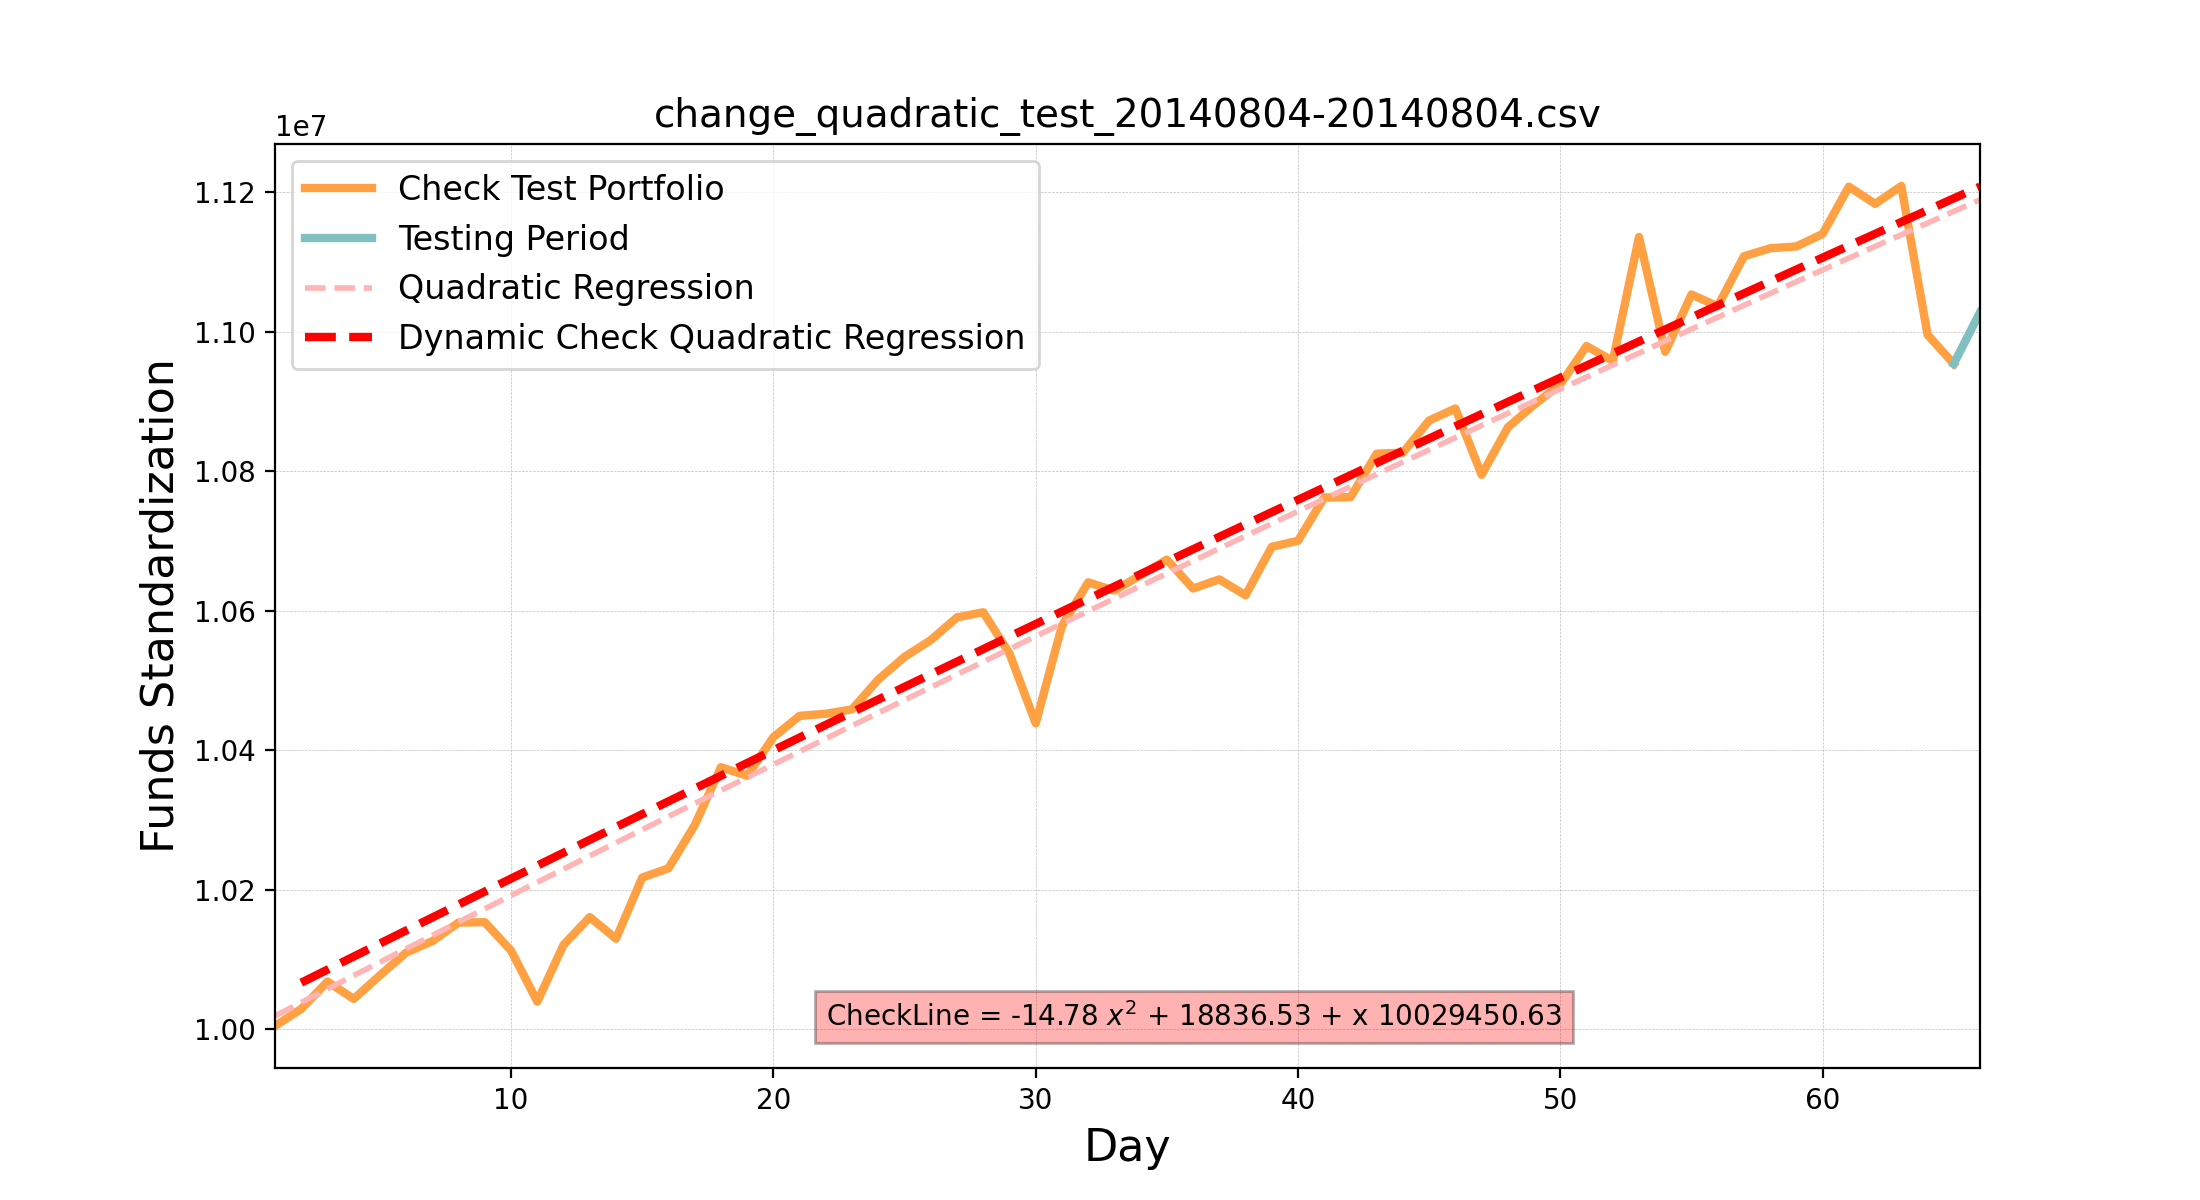 change_quadratic_test_20140804-20140804.csv
1e7
Check Test Portfolio
Testing Period
Quadratic Regression
Dynamic Check Quadratic Regression
1.12
1.10
1.08
1.06
1.04
1.02
1.00
Funds Standardization
CheckLine = -14.78 x² + 18836.53 + x 10029450.63
10 20 30 40 50 60
Day